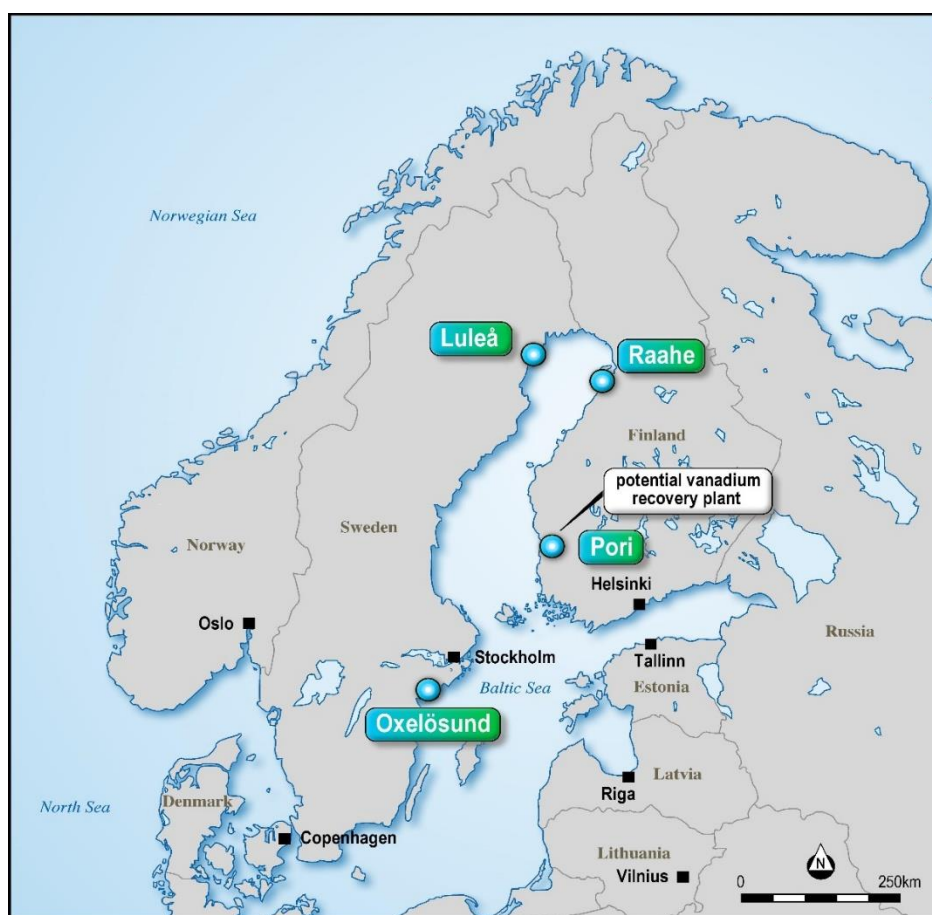 Norwegian Sea
Luleå
Raahe
Finland
potential vanadium
recovery plant
Sweden
Norway
Pori
Helsinki
Oslo
Russia
Stockholm
Tallinn
Baltic Sea
Estonia
Oxelösund
Latvia
Riga
North Sea
Denmark
Copenhagen
Lithuania
Vilnius
N
0 250km